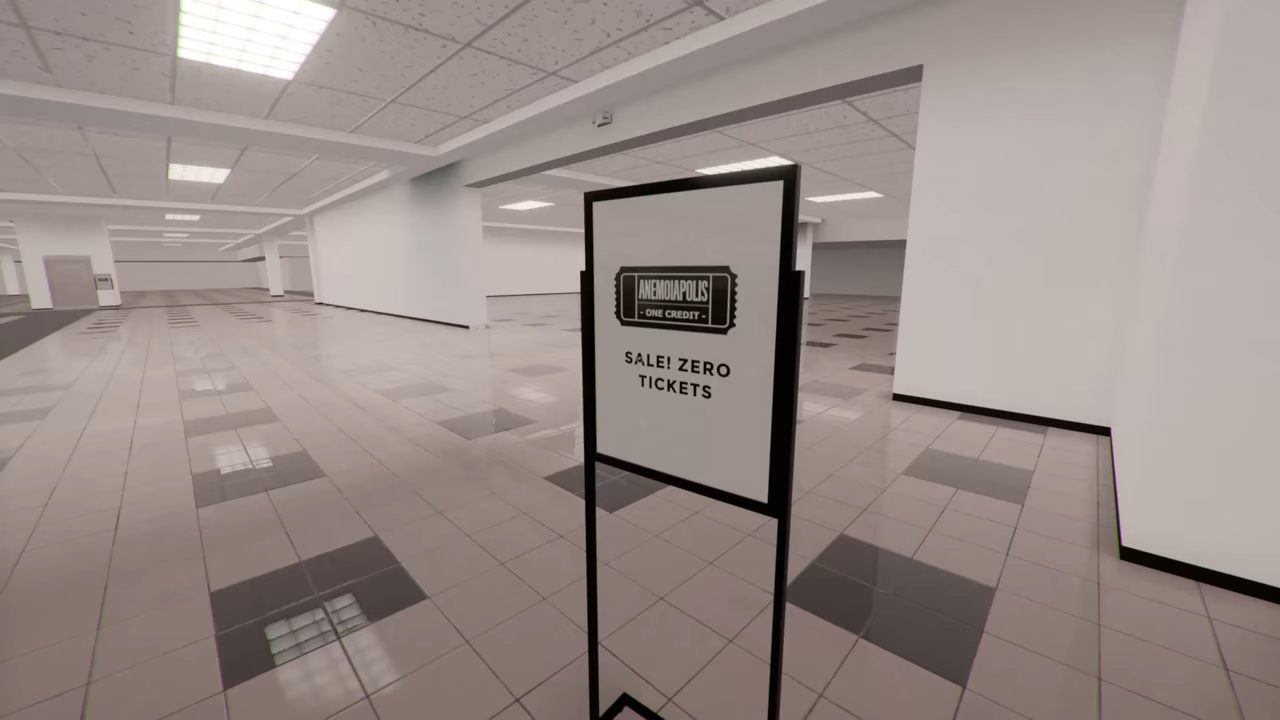 ANEMOIAPOLIS
- ONE CREDIT -
SALE! ZERO
TICKETS